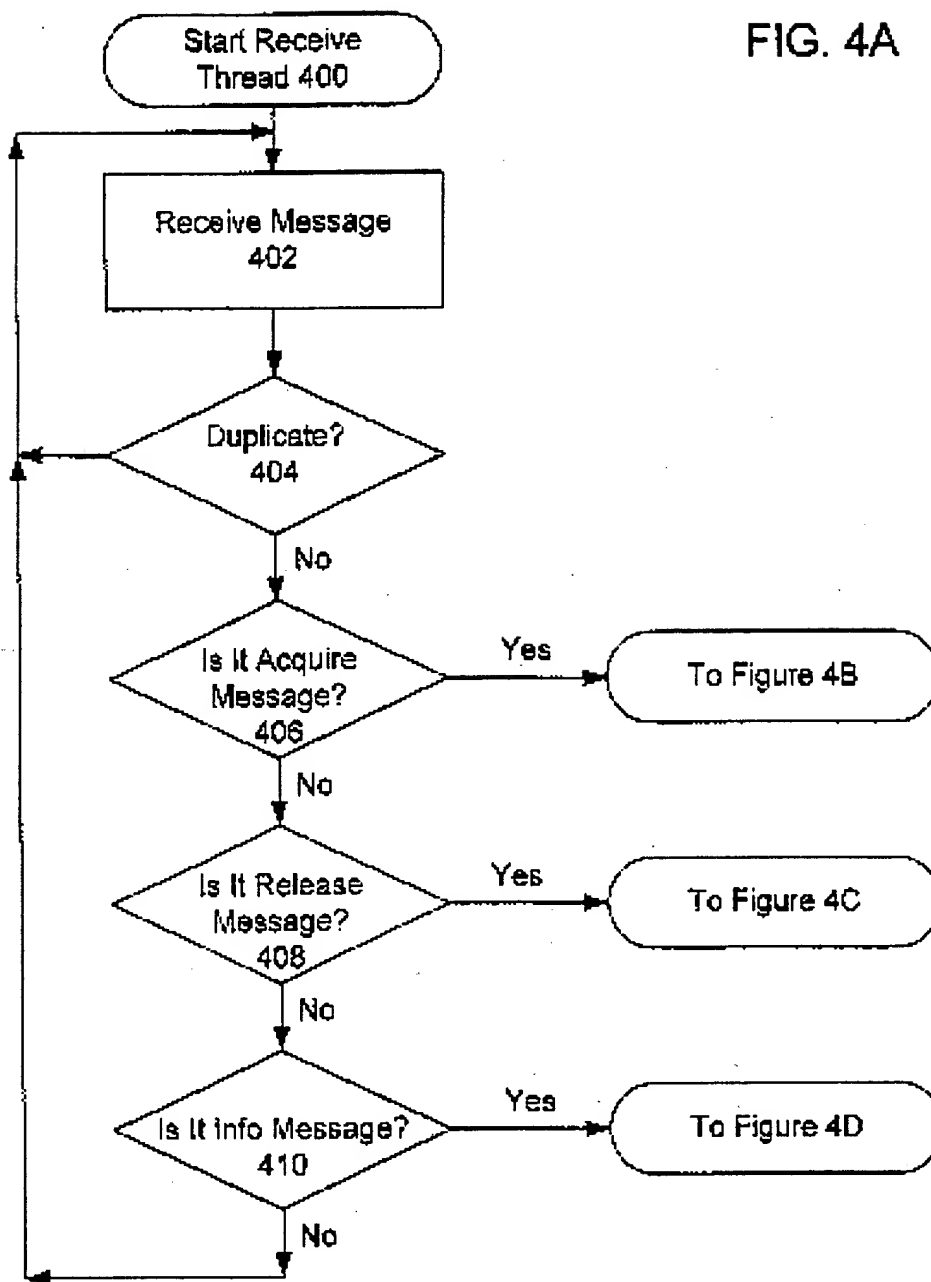 FIG. 4A
Start Receive
Thread 400
Receive Message
402
Duplicate?
404
No
Is It Acquire
Message?
406
Yes
To Figure 4B
No
Is It Release
Message?
408
Yes
To Figure 4C
No
Is It Info Message?
410
Yes
To Figure 4D
No